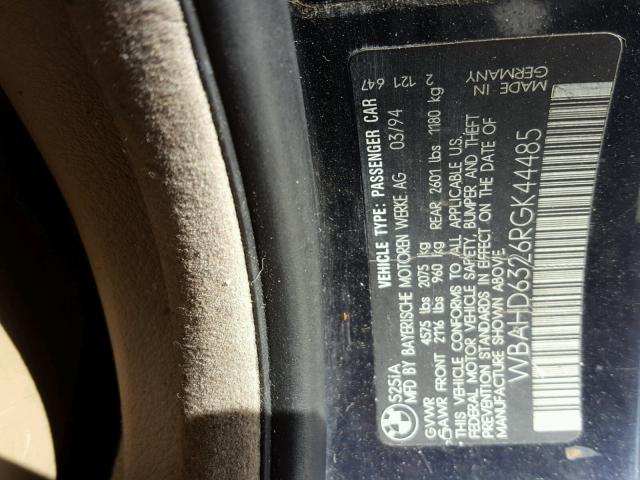 525IA VEHICLE TYPE: PASSENGER CAR
MFD BY BAYERISCHE MOTOREN WERKE AG 03/94 2 121 647
GVWR 4575 lbs 2075 kg
GAWR FRONT 2116 lbs 960 kg REAR 2601 lbs 1180 kg
THIS VEHICLE CONFORMS TO ALL APPLICABLE U.S.
FEDERAL MOTOR VEHICLE SAFETY, BUMPER AND THEFT
PREVENTION STANDARDS IN EFFECT ON THE DATE OF
MANUFACTURE SHOWN ABOVE.
WBAHD6326RGK44485
MADE IN
GERMANY